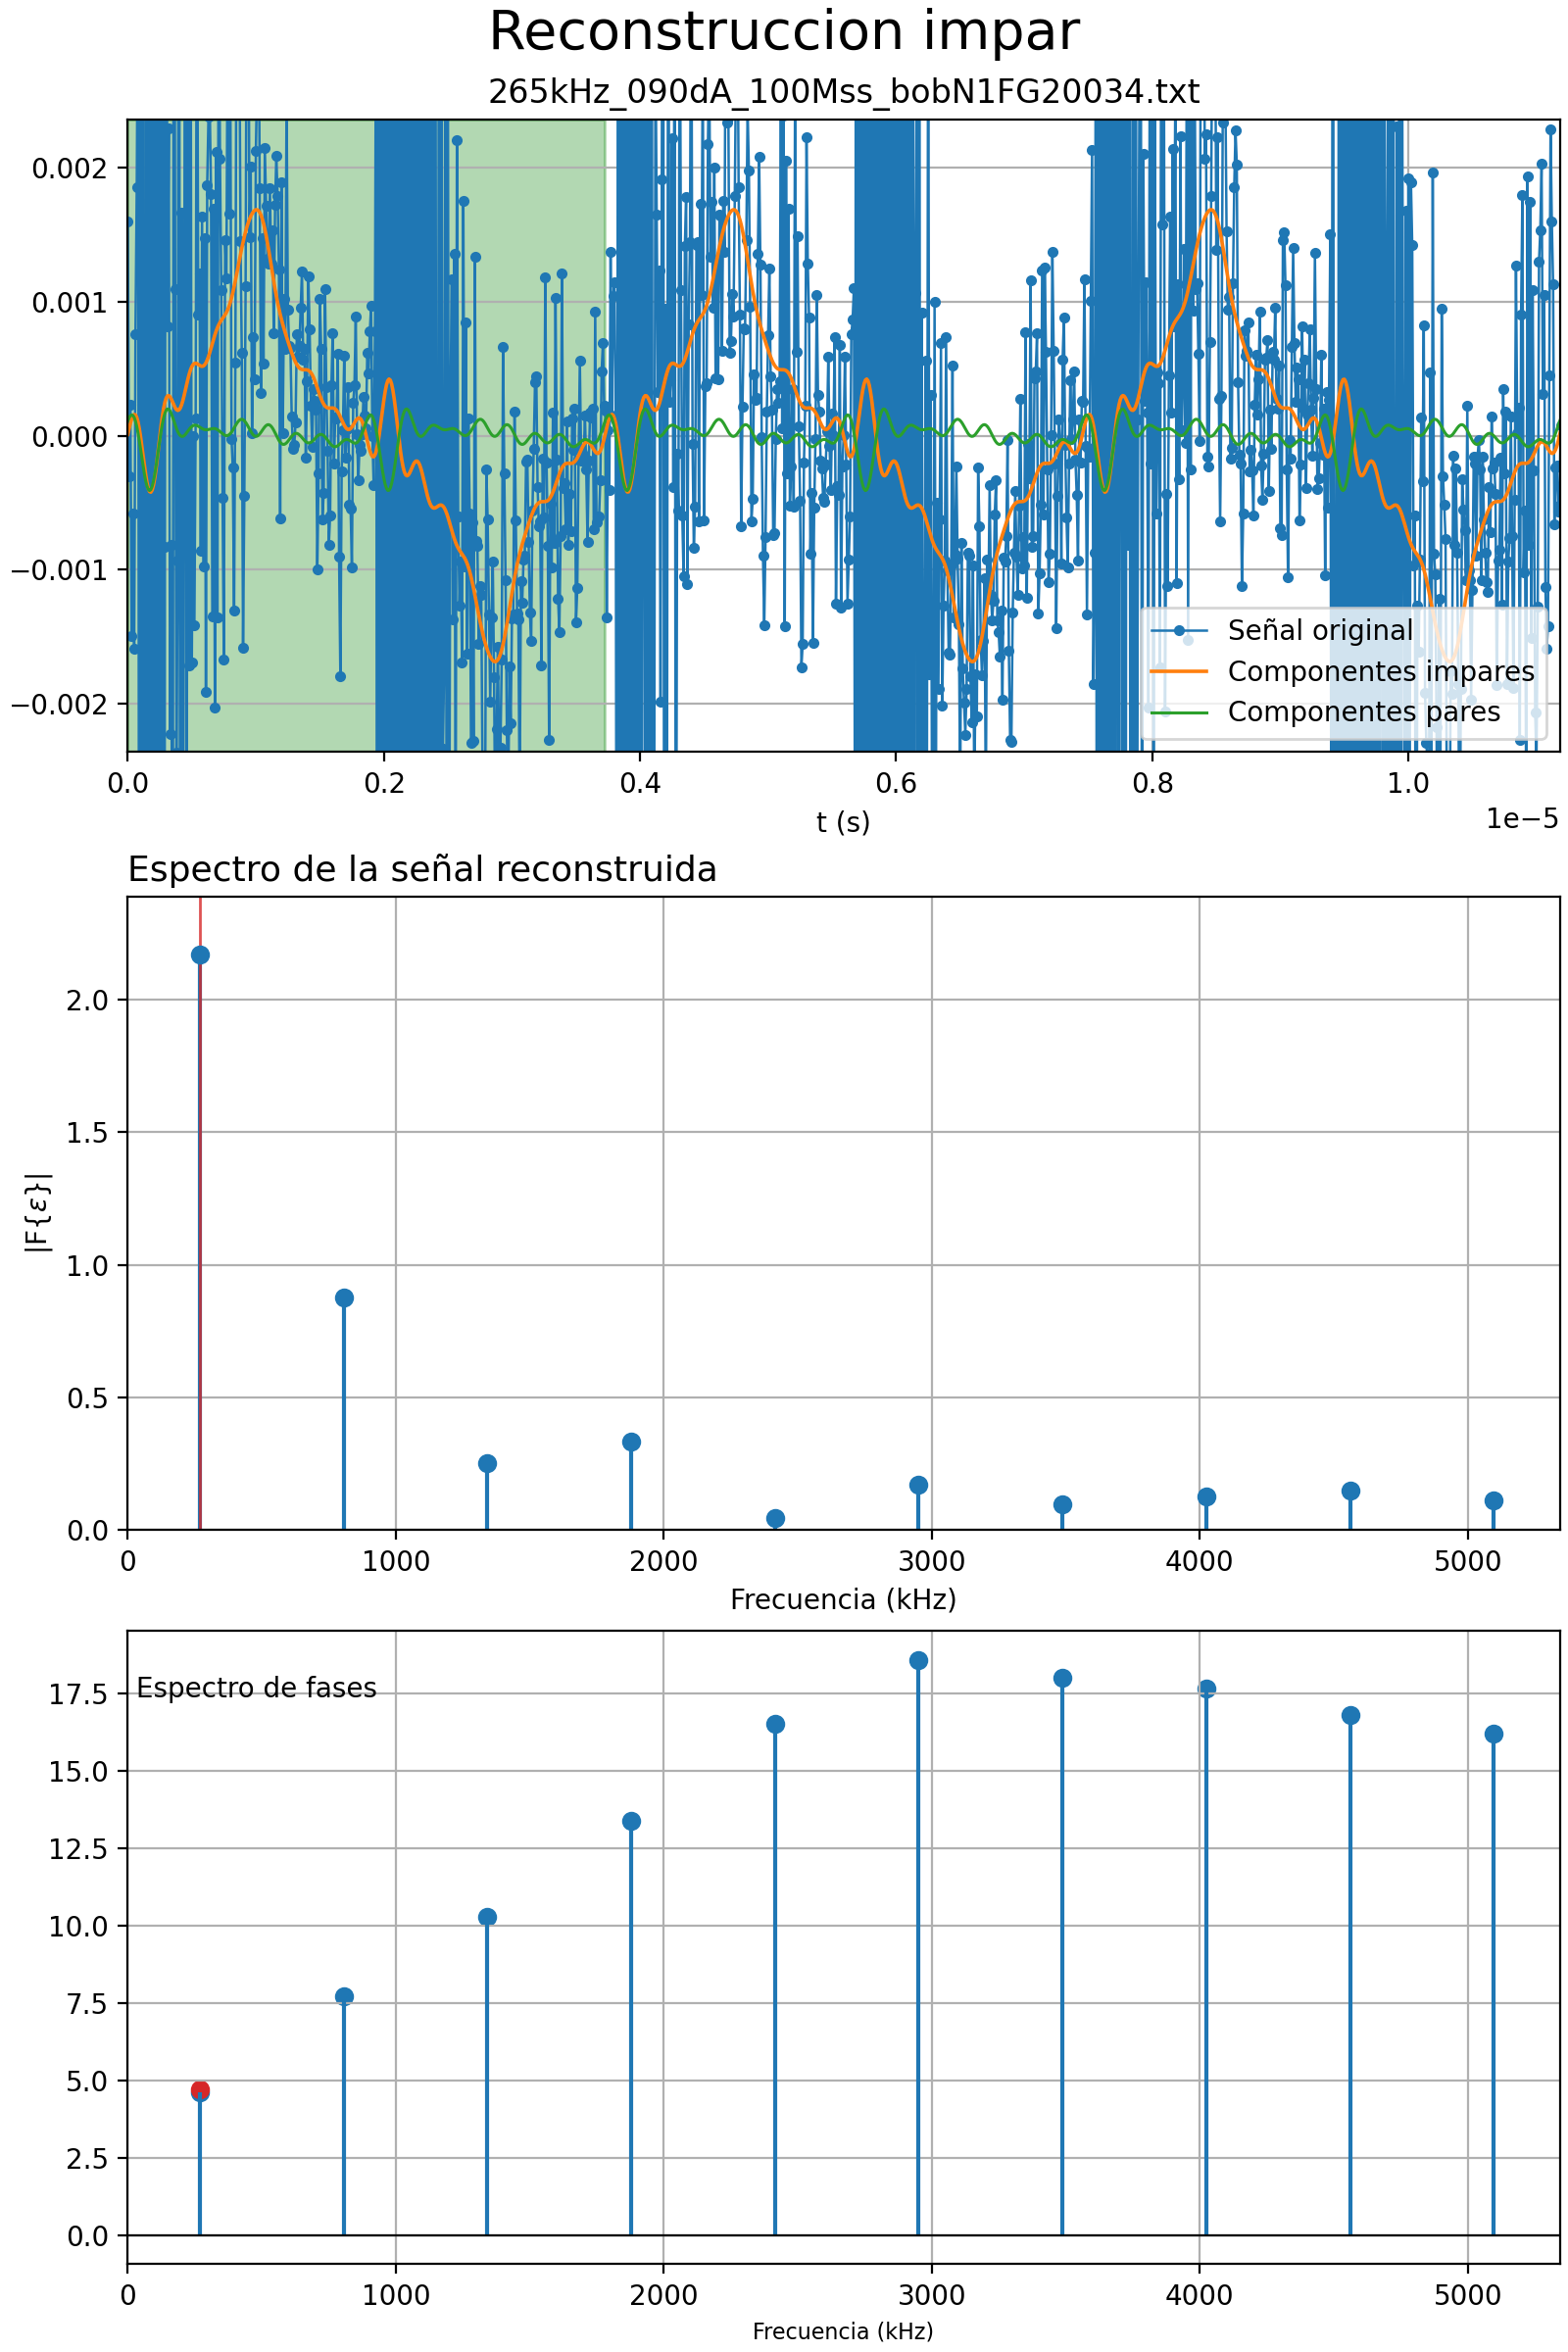 Reconstruccion impar
265kHz_090dA_100Mss_bobN1FG20034.txt
0.002
0.001
0.000
−0.001
−0.002
Señal original
Componentes impares
Componentes pares
0.0 0.2 0.4 0.6 0.8 1.0
t (s)
1e−5
Espectro de la señal reconstruida
2.0
1.5
1.0
0.5
0.0
|F{ε}|
0 1000 2000 3000 4000 5000
Frecuencia (kHz)
Espectro de fases
17.5
15.0
12.5
10.0
7.5
5.0
2.5
0.0
0 1000 2000 3000 4000 5000
Frecuencia (kHz)